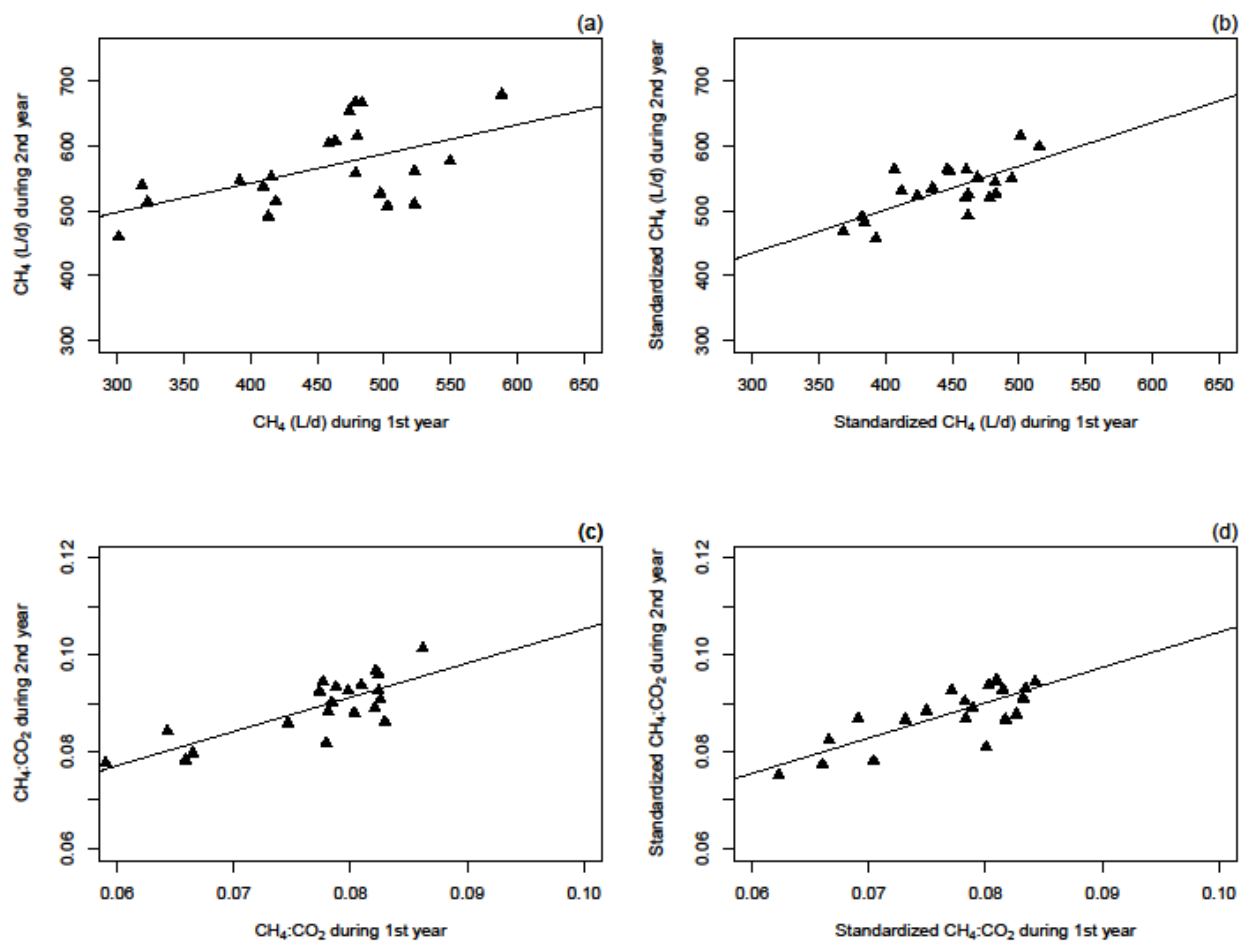 (a)
700
600
500
400
300
CH₄ (L/d) during 2nd year
300 350 400 450 500 550 600 650
CH₄ (L/d) during 1st year
(b)
700
600
500
400
300
Standardized CH₄ (L/d) during 2nd year
300 350 400 450 500 550 600 650
Standardized CH₄ (L/d) during 1st year
(c)
0.12
0.10
0.08
0.06
CH₄:CO₂ during 2nd year
0.06 0.07 0.08 0.09 0.10
CH₄:CO₂ during 1st year
(d)
0.12
0.10
0.08
0.06
Standardized CH₄:CO₂ during 2nd year
0.06 0.07 0.08 0.09 0.10
Standardized CH₄:CO₂ during 1st year